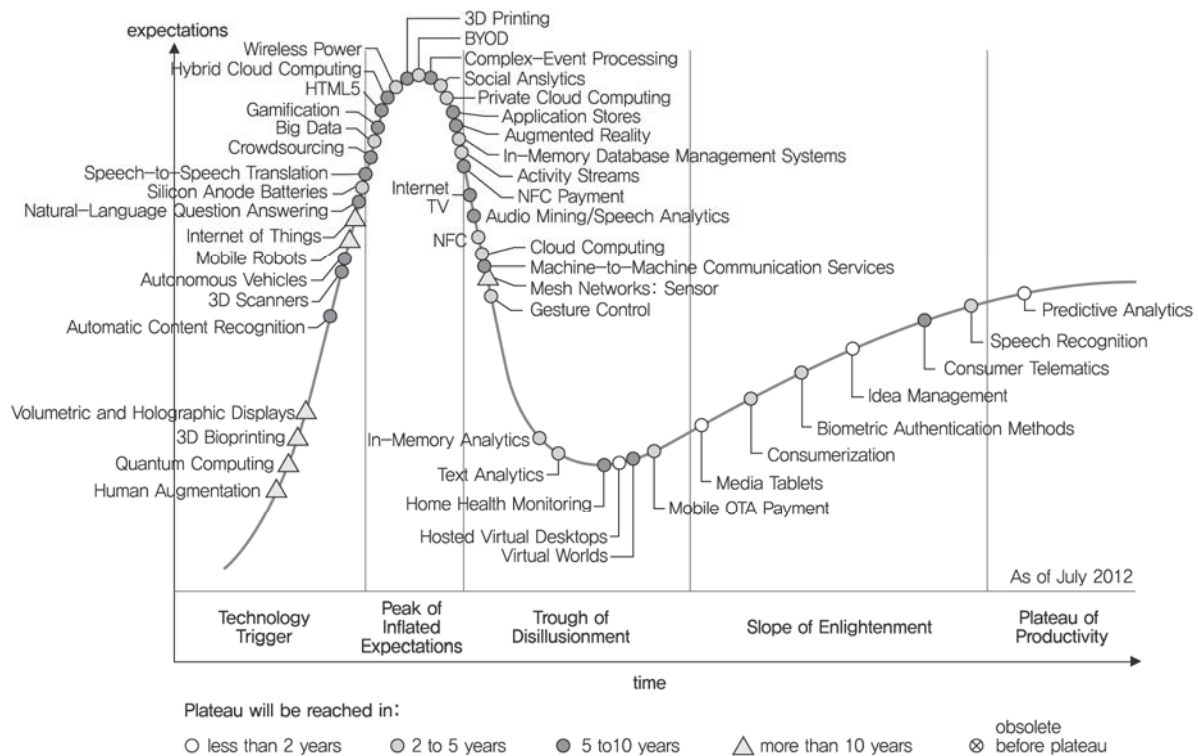 expectations
3D Printing
BYOD
Wireless Power
Complex-Event Processing
Hybrid Cloud Computing
Social Anslytics
HTML5
Private Cloud Computing
Gamification
Application Stores
Big Data
Augmented Reality
Crowdsourcing
In-Memory Database Management Systems
Speech-to-Speech Translation
Activity Streams
Silicon Anode Batteries
Internet
TV
NFC Payment
Natural-Language Question Answering
Audio Mining/Speech Analytics
Internet of Things
NFC
Cloud Computing
Mobile Robots
Machine-to-Machine Communication Services
Autonomous Vehicles
Mesh Networks: Sensor
3D Scanners
Gesture Control
Automatic Content Recognition
Predictive Analytics
Speech Recognition
Consumer Telematics
Idea Management
Volumetric and Holographic Displays
3D Bioprinting
Biometric Authentication Methods
In-Memory Analytics
Consumerization
Quantum Computing
Text Analytics
Media Tablets
Human Augmentation
Home Health Monitoring
Mobile OTA Payment
Hosted Virtual Desktops
Virtual Worlds
As of July 2012
Technology
Trigger
Peak of
Inflated
Expectations
Trough of
Disillusionment
Slope of Enlightenment
Plateau of
Productivity
time
Plateau will be reached in:
less than 2 years
2 to 5 years
5 to10 years
more than 10 years
obsolete
before plateau